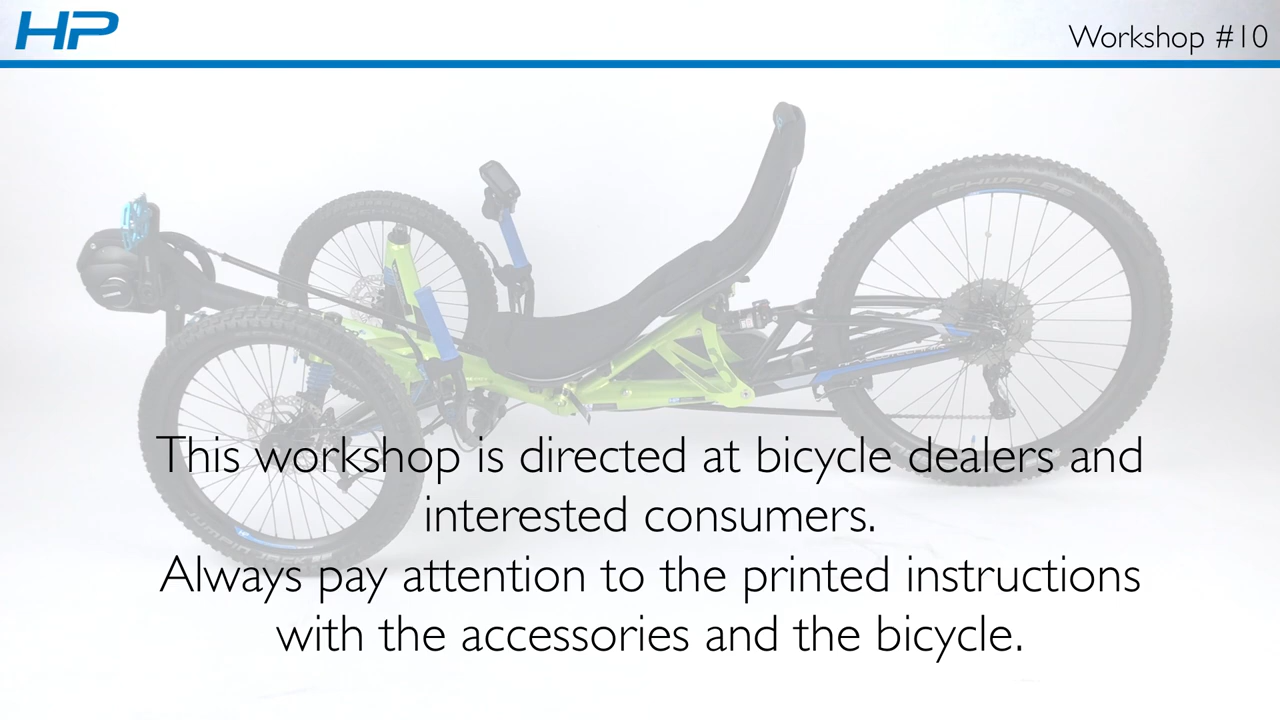 HP
Workshop #10
SCHWALBE
This workshop is directed at bicycle dealers and
interested consumers.
Always pay attention to the printed instructions
with the accessories and the bicycle.